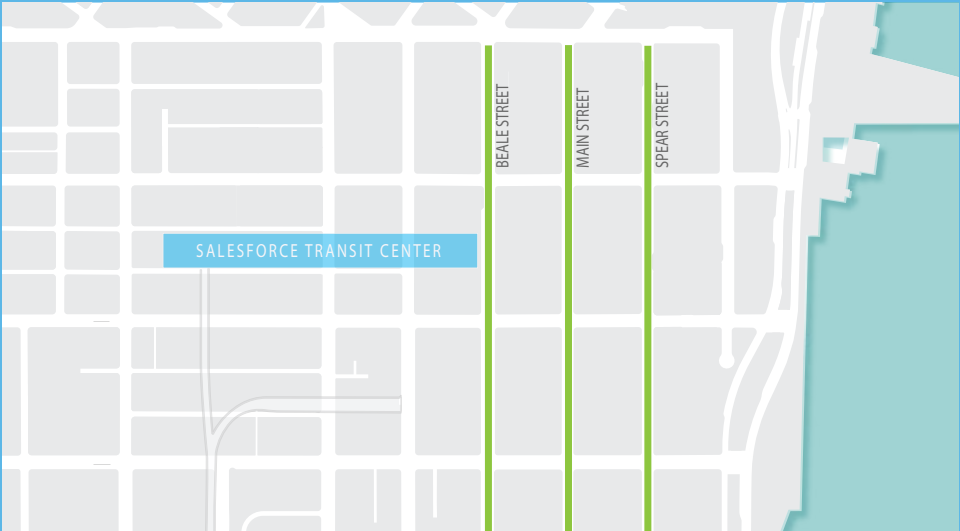 BEALE STREET
MAIN STREET
SPEAR STREET
SALESFORCE TRANSIT CENTER